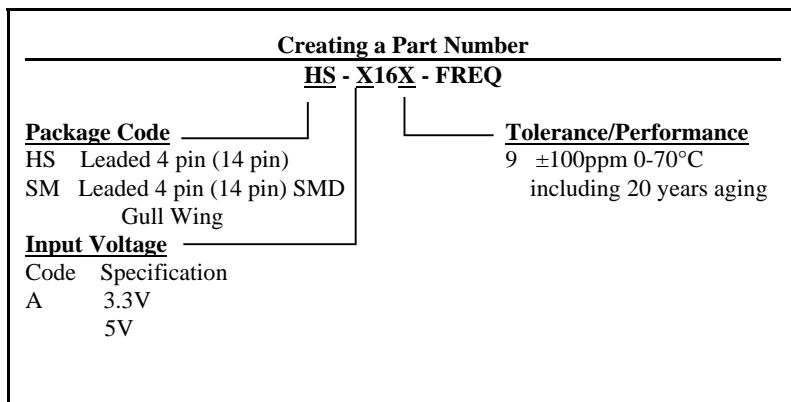 Creating a Part Number
HS - X16X - FREQ
Package Code
HS Leaded 4 pin (14 pin)
SM Leaded 4 pin (14 pin) SMD
Gull Wing
Input Voltage
Code Specification
A 3.3V
5V
Tolerance/Performance
9 ±100ppm 0-70°C
including 20 years aging